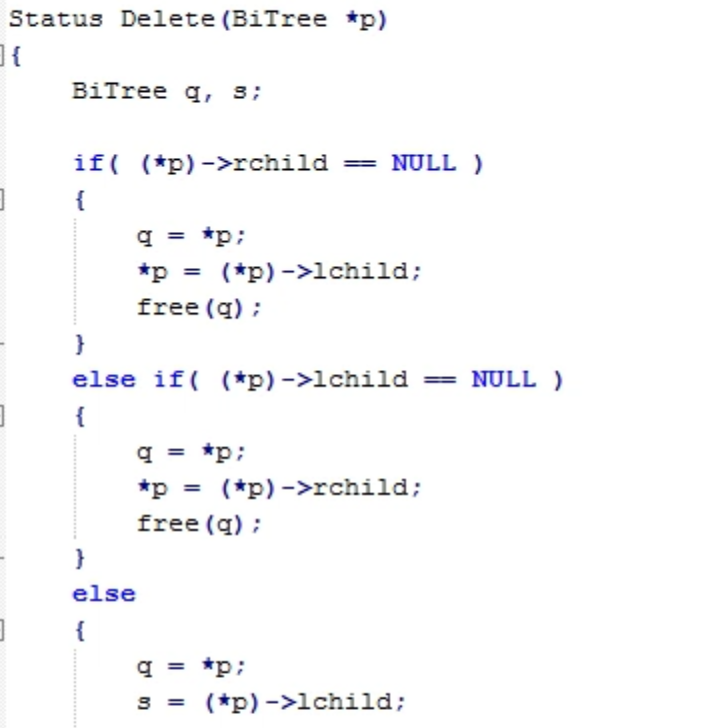 Status Delete(BiTree *p)
{
    BiTree q, s;

    if( (*p)->rchild == NULL )
    {
        q = *p;
        *p = (*p)->lchild;
        free(q);
    }
    else if( (*p)->lchild == NULL )
    {
        q = *p;
        *p = (*p)->rchild;
        free(q);
    }
    else
    {
        q = *p;
        s = (*p)->lchild;